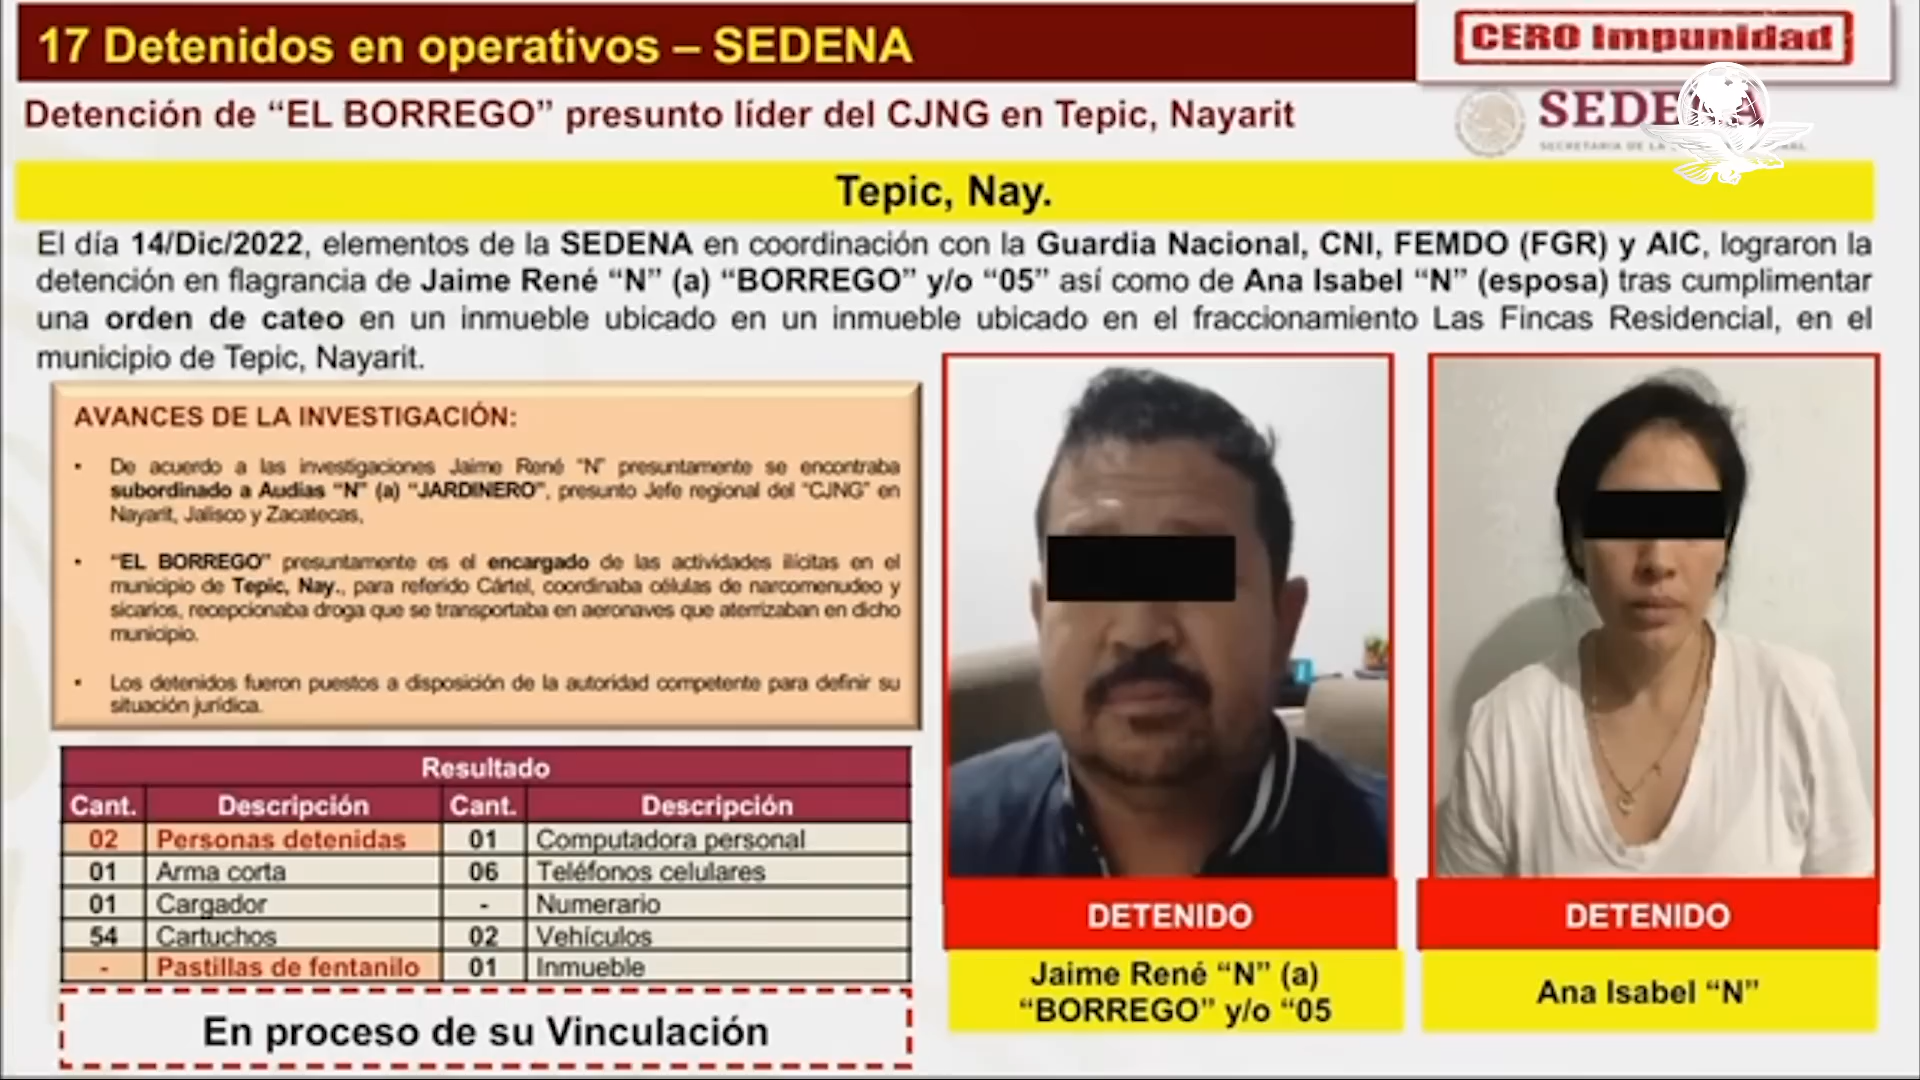 17 Detenidos en operativos – SEDENA
CERO Impunidad
Detención de “EL BORREGO” presunto líder del CJNG en Tepic, Nayarit
SEDENA
SECRETARÍA DE LA
Tepic, Nay.
El día 14/Dic/2022, elementos de la SEDENA en coordinación con la Guardia Nacional, CNI, FEMDO (FGR) y AIC, lograron la
detención en flagrancia de Jaime René “N” (a) “BORREGO” y/o “05” así como de Ana Isabel “N” (esposa) tras cumplimentar
una orden de cateo en un inmueble ubicado en un inmueble ubicado en el fraccionamiento Las Fincas Residencial, en el
municipio de Tepic, Nayarit.
AVANCES DE LA INVESTIGACIÓN:
• De acuerdo a las investigaciones Jaime René “N” presuntamente se encontraba
subordinado a Audias “N” (a) “JARDINERO”, presunto Jefe regional del “CJNG” en
Nayarit, Jalisco y Zacatecas,
• “EL BORREGO” presuntamente es el encargado de las actividades ilícitas en el
municipio de Tepic, Nay., para referido Cártel, coordinaba células de narcomenudeo y
sicarios, recepcionaba droga que se transportaba en aeronaves que aterrizaban en dicho
municipio.
• Los detenidos fueron puestos a disposición de la autoridad competente para definir su
situación jurídica.
Resultado
Cant. Descripción Cant. Descripción
02 Personas detenidas 01 Computadora personal
01 Arma corta 06 Teléfonos celulares
01 Cargador - Numerario
54 Cartuchos 02 Vehículos
- Pastillas de fentanilo 01 Inmueble
En proceso de su Vinculación
DETENIDO
Jaime René “N” (a)
“BORREGO” y/o “05
DETENIDO
Ana Isabel “N”